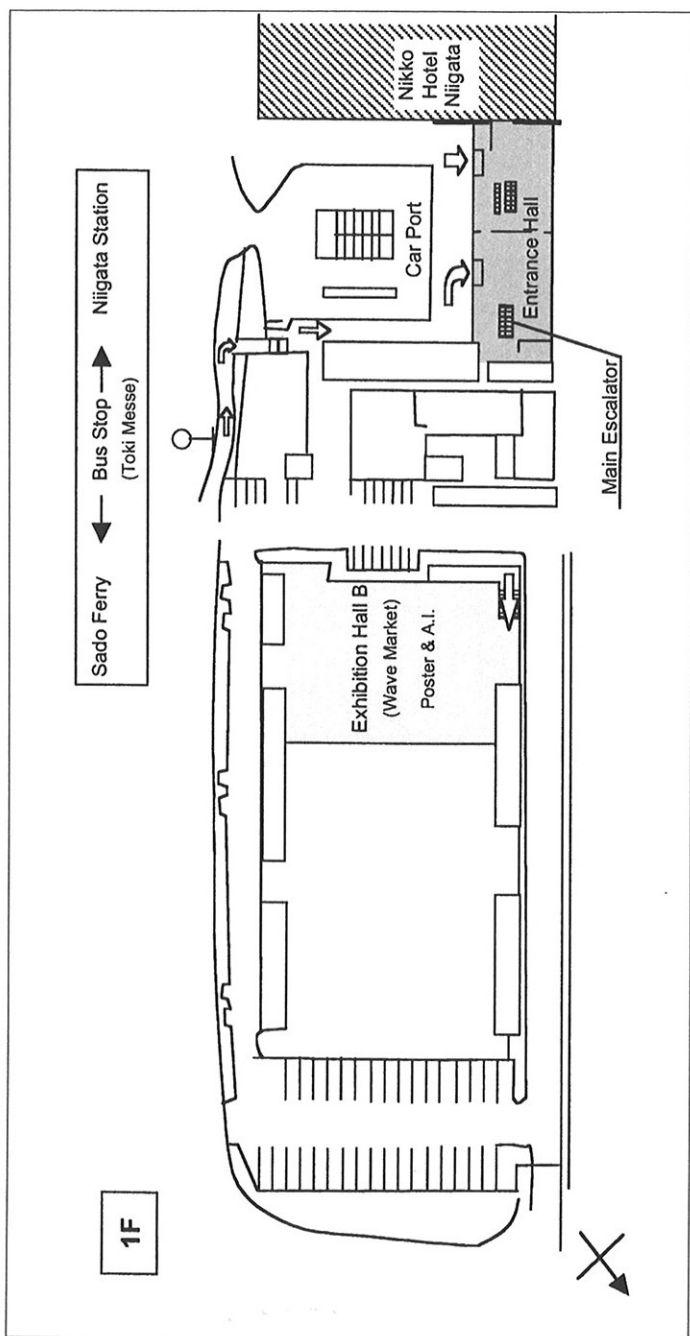 1F
Sado Ferry
Bus Stop
(Toki Messe)
Niigata Station
Nikko
Hotel
Niigata
Car Port
Entrance Hall
Main Escalator
Exhibition Hall B
(Wave Market)
Poster & A.I.